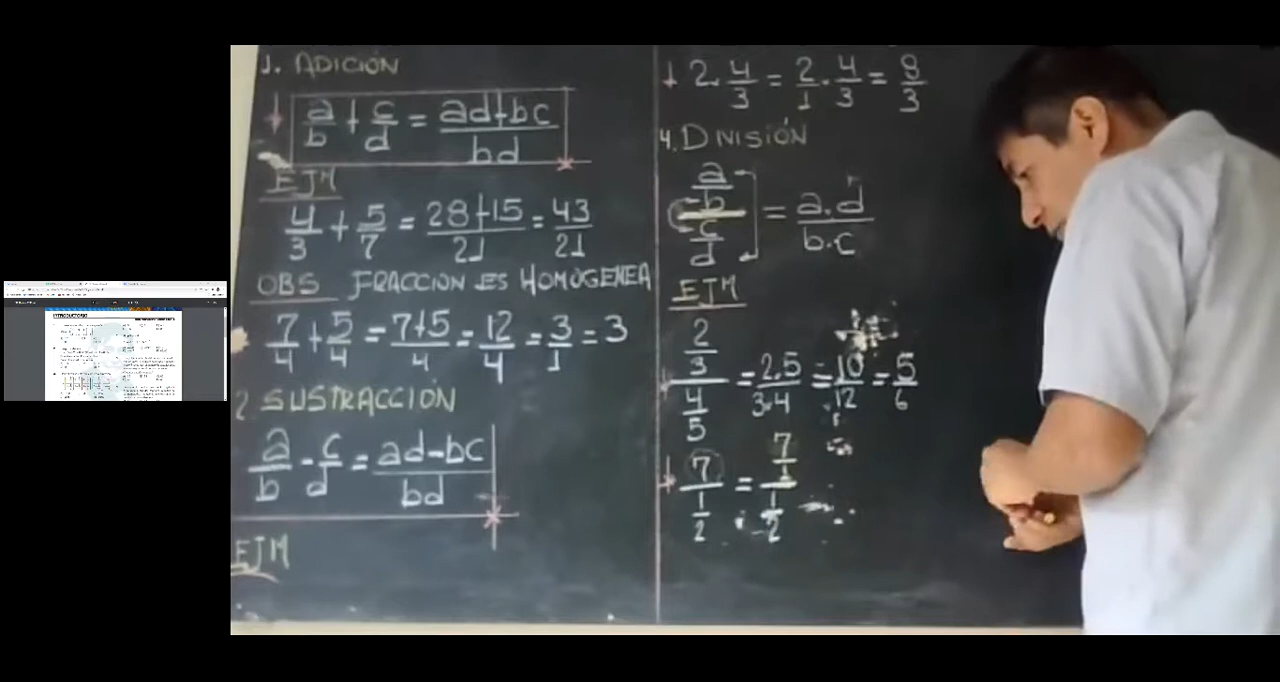 1. ADICIÓN
a/b + c/d = ad+bc/bd
EJM
4/3 + 5/7 = 28+15/21 = 43/21
OBS FRACCION ES HOMOGENEA
7/4 + 5/4 = 7+5/4 = 12/4 = 3/1 = 3
2. SUSTRACCIÓN
a/b - c/d = ad-bc/bd
EJM
2 . 4/3 = 2/1 . 4/3 = 8/3
4. DIVISIÓN
a/b / c/d = a.d/b.c
EJM
2/3 / 4/5 = 2.5/3.4 = 10/12 = 5/6
7 / 1/2 = 7/1 / 1/2